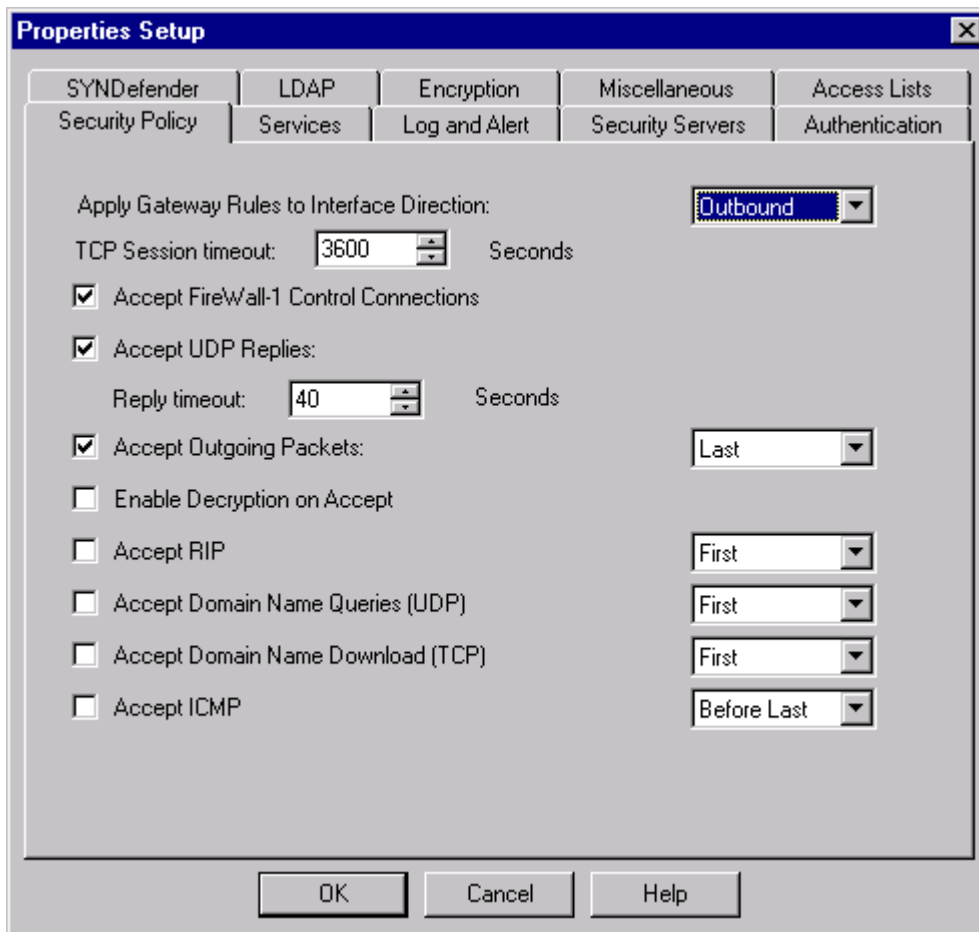 Properties Setup
SYNDefender LDAP Encryption Miscellaneous Access Lists
Security Policy Services Log and Alert Security Servers Authentication
Apply Gateway Rules to Interface Direction: Outbound
TCP Session timeout: 3600 Seconds
Accept FireWall-1 Control Connections
Accept UDP Replies:
Reply timeout: 40 Seconds
Accept Outgoing Packets: Last
Enable Decryption on Accept
Accept RIP First
Accept Domain Name Queries (UDP) First
Accept Domain Name Download (TCP) First
Accept ICMP Before Last
OK Cancel Help